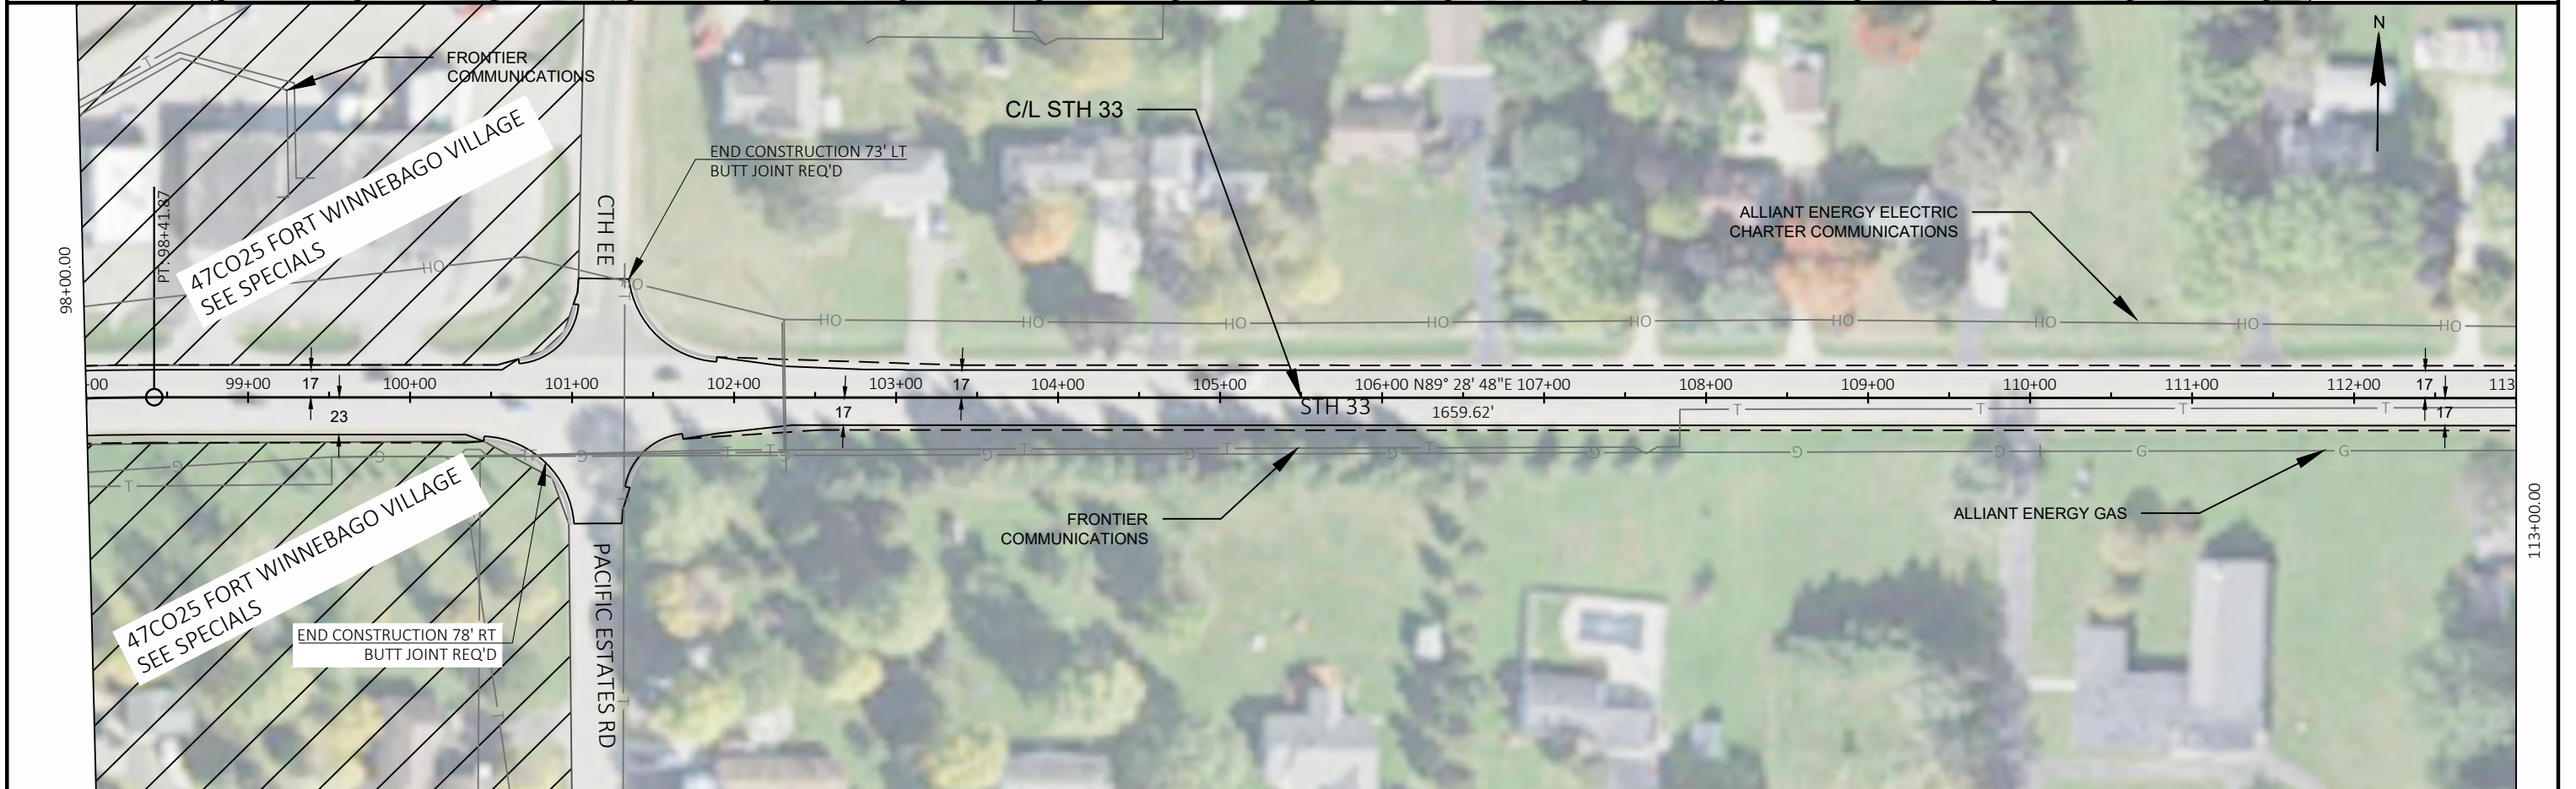 N
FRONTIER
COMMUNICATIONS
C/L STH 33
END CONSTRUCTION 73' LT
BUTT JOINT REQ'D
47CO25 FORT WINNEBAGO VILLAGE
SEE SPECIALS
PT. 98+41.87
CTH EE
ALLIANT ENERGY ELECTRIC
CHARTER COMMUNICATIONS
98+00.00
T
HO HO HO HO HO HO HO HO HO HO HO
+00 99+00 17 100+00 101+00 102+00 103+00 17 104+00 105+00 106+00 N89° 28' 48"E 107+00 108+00 109+00 110+00 111+00 112+00 17 113
23 17 STH 33 1659.62' T T T T 17
G G G T T G G T G T G G G G G G
T
FRONTIER
COMMUNICATIONS
ALLIANT ENERGY GAS
113+00.00
47CO25 FORT WINNEBAGO VILLAGE
SEE SPECIALS
END CONSTRUCTION 78' RT
BUTT JOINT REQ'D
PACIFIC ESTATES RD